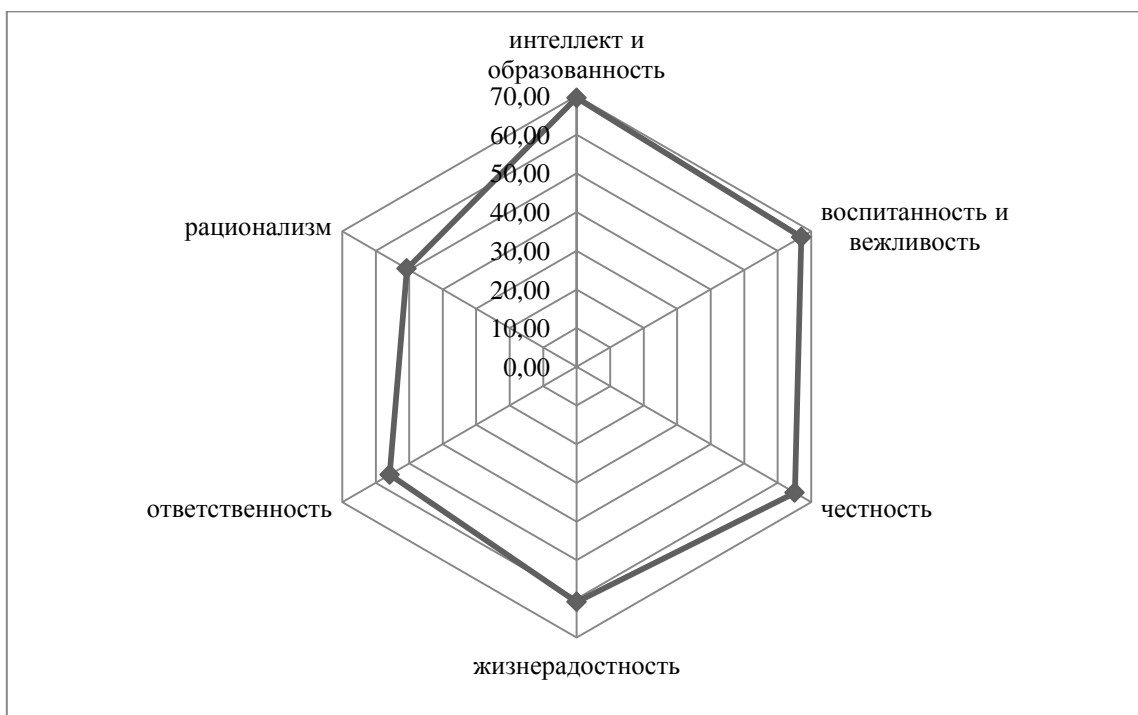 интеллект и
образованность
70,00
60,00
50,00
40,00
30,00
20,00
10,00
0,00
воспитанность и
вежливость
честность
жизнерадостность
ответственность
рационализм